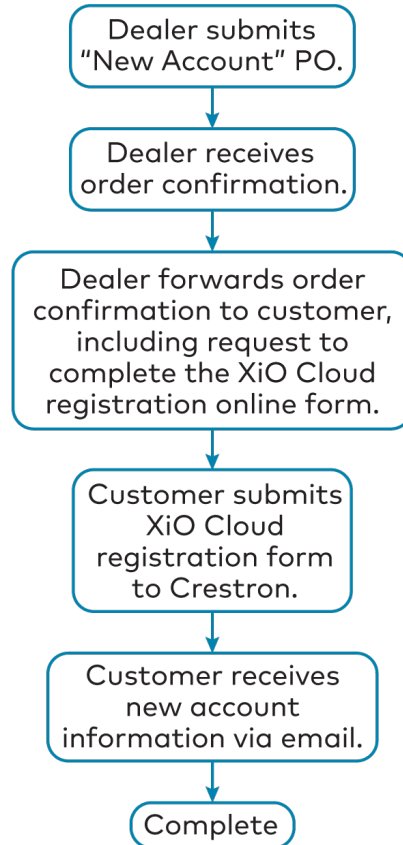 Dealer submits
“New Account” PO.
Dealer receives
order confirmation.
Dealer forwards order
confirmation to customer,
including request to
complete the XiO Cloud
registration online form.
Customer submits
XiO Cloud
registration form
to Crestron.
Customer receives
new account
information via email.
Complete